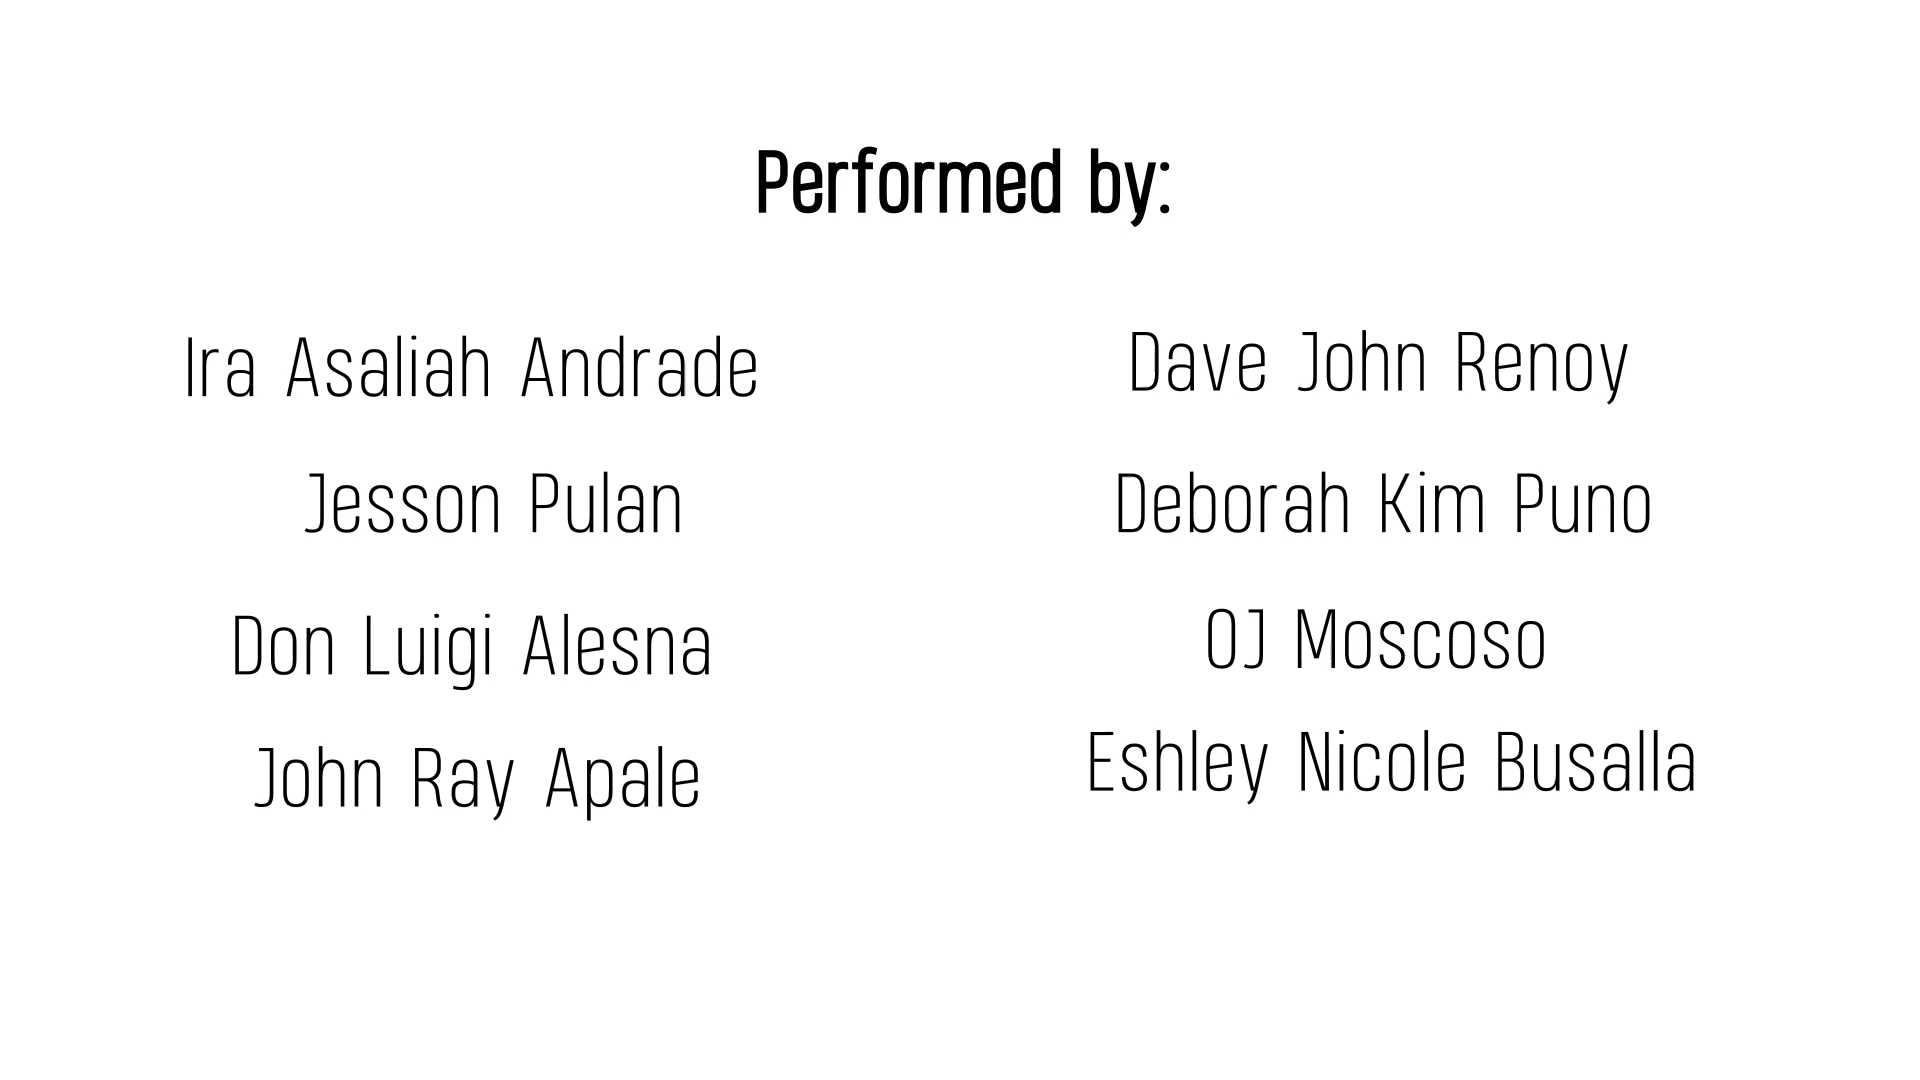 Performed by:
Ira Asaliah Andrade
Jesson Pulan
Don Luigi Alesna
John Ray Apale
Dave John Renoy
Deborah Kim Puno
OJ Moscoso
Eshley Nicole Busalla